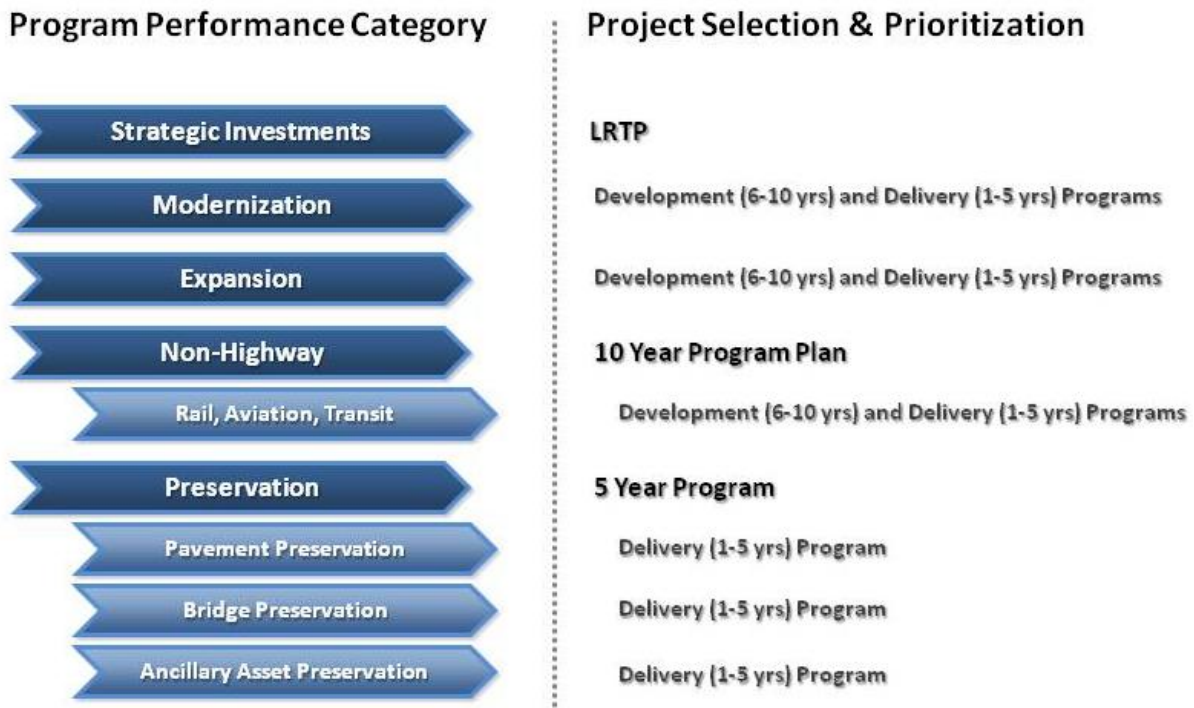 Program Performance Category
Project Selection & Prioritization
Strategic Investments
LRTP
Modernization
Development (6-10 yrs) and Delivery (1-5 yrs) Programs
Expansion
Development (6-10 yrs) and Delivery (1-5 yrs) Programs
Non-Highway
10 Year Program Plan
Rail, Aviation, Transit
Development (6-10 yrs) and Delivery (1-5 yrs) Programs
Preservation
5 Year Program
Pavement Preservation
Delivery (1-5 yrs) Program
Bridge Preservation
Delivery (1-5 yrs) Program
Ancillary Asset Preservation
Delivery (1-5 yrs) Program